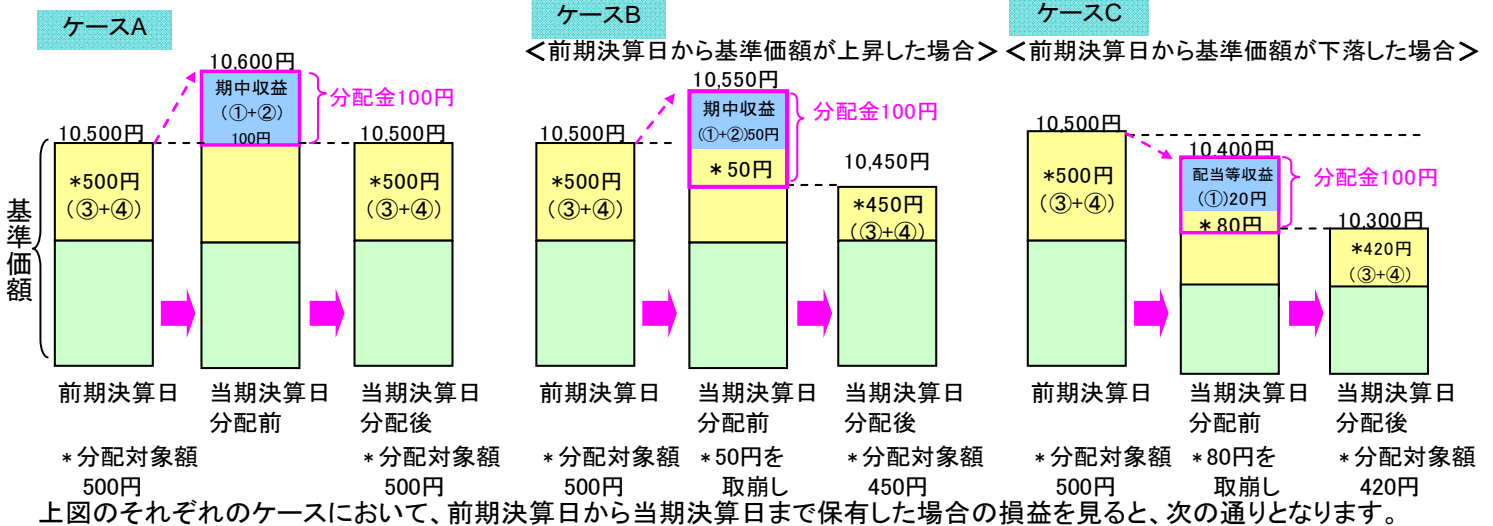 ケースA
10,600円
期中収益
(①+②)
100円
分配金100円
10,500円
10,500円
*500円
(③+④)
*500円
(③+④)
基準価額
前期決算日
当期決算日
分配前
当期決算日
分配後
*分配対象額
500円
*分配対象額
500円
ケースB
＜前期決算日から基準価額が上昇した場合＞
10,550円
期中収益
(①+②)50円
*50円
分配金100円
10,500円
10,450円
*500円
(③+④)
*450円
(③+④)
前期決算日
当期決算日
分配前
当期決算日
分配後
*分配対象額
500円
*50円を
取崩し
*分配対象額
450円
ケースC
＜前期決算日から基準価額が下落した場合＞
10,500円
10,400円
配当等収益
(①)20円
*80円
分配金100円
10,300円
*500円
(③+④)
*420円
(③+④)
前期決算日
当期決算日
分配前
当期決算日
分配後
*分配対象額
500円
*80円を
取崩し
*分配対象額
420円
上図のそれぞれのケースにおいて、前期決算日から当期決算日まで保有した場合の損益を見ると、次の通りとなります。